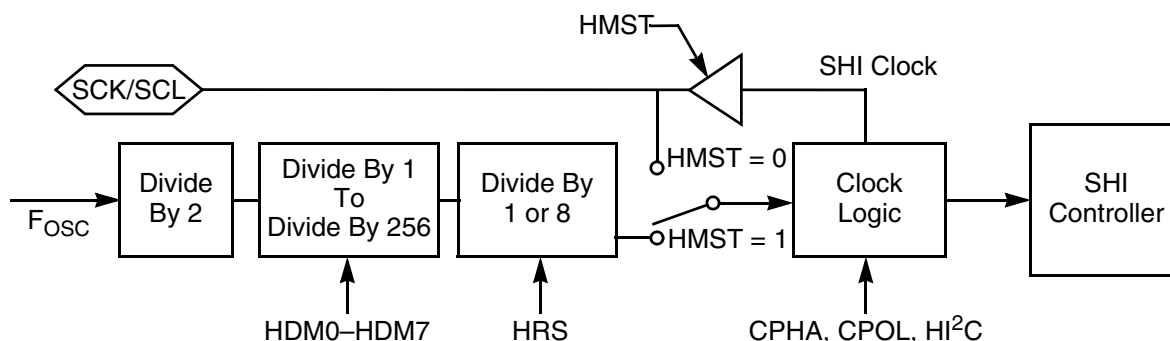 HMST
SCK/SCL
SHI Clock
HMST = 0
F_OSC
Divide
By 2
Divide By 1
To
Divide By 256
Divide By
1 or 8
HMST = 1
Clock
Logic
SHI
Controller
HDM0–HDM7
HRS
CPHA, CPOL, HI²C